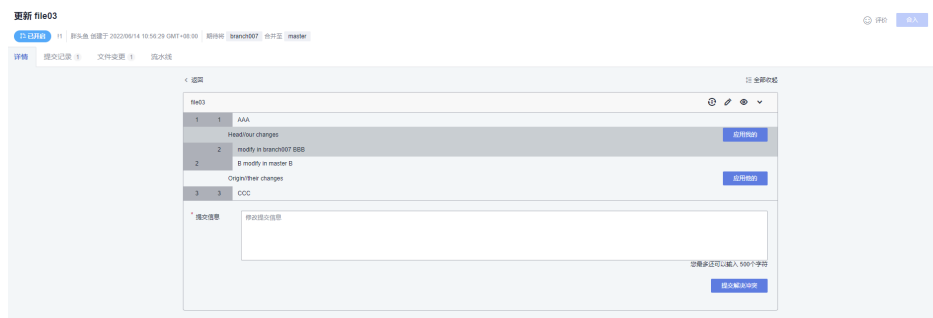 更新 file03
评价 合入
已开启 !1 胖头鱼 创建于 2022/06/14 10:56:29 GMT+08:00 期待将 branch007 合并至 master
详情 提交记录 1 文件变更 1 流水线
< 返回 全部收起
file03
1 1 AAA
Head//our changes 应用我的
2 modify in branch007 BBB
2 B modify in master B
Origin//their changes 应用他的
3 3 CCC
* 提交信息 修改提交信息
您最多还可以输入 500个字符
提交解决冲突